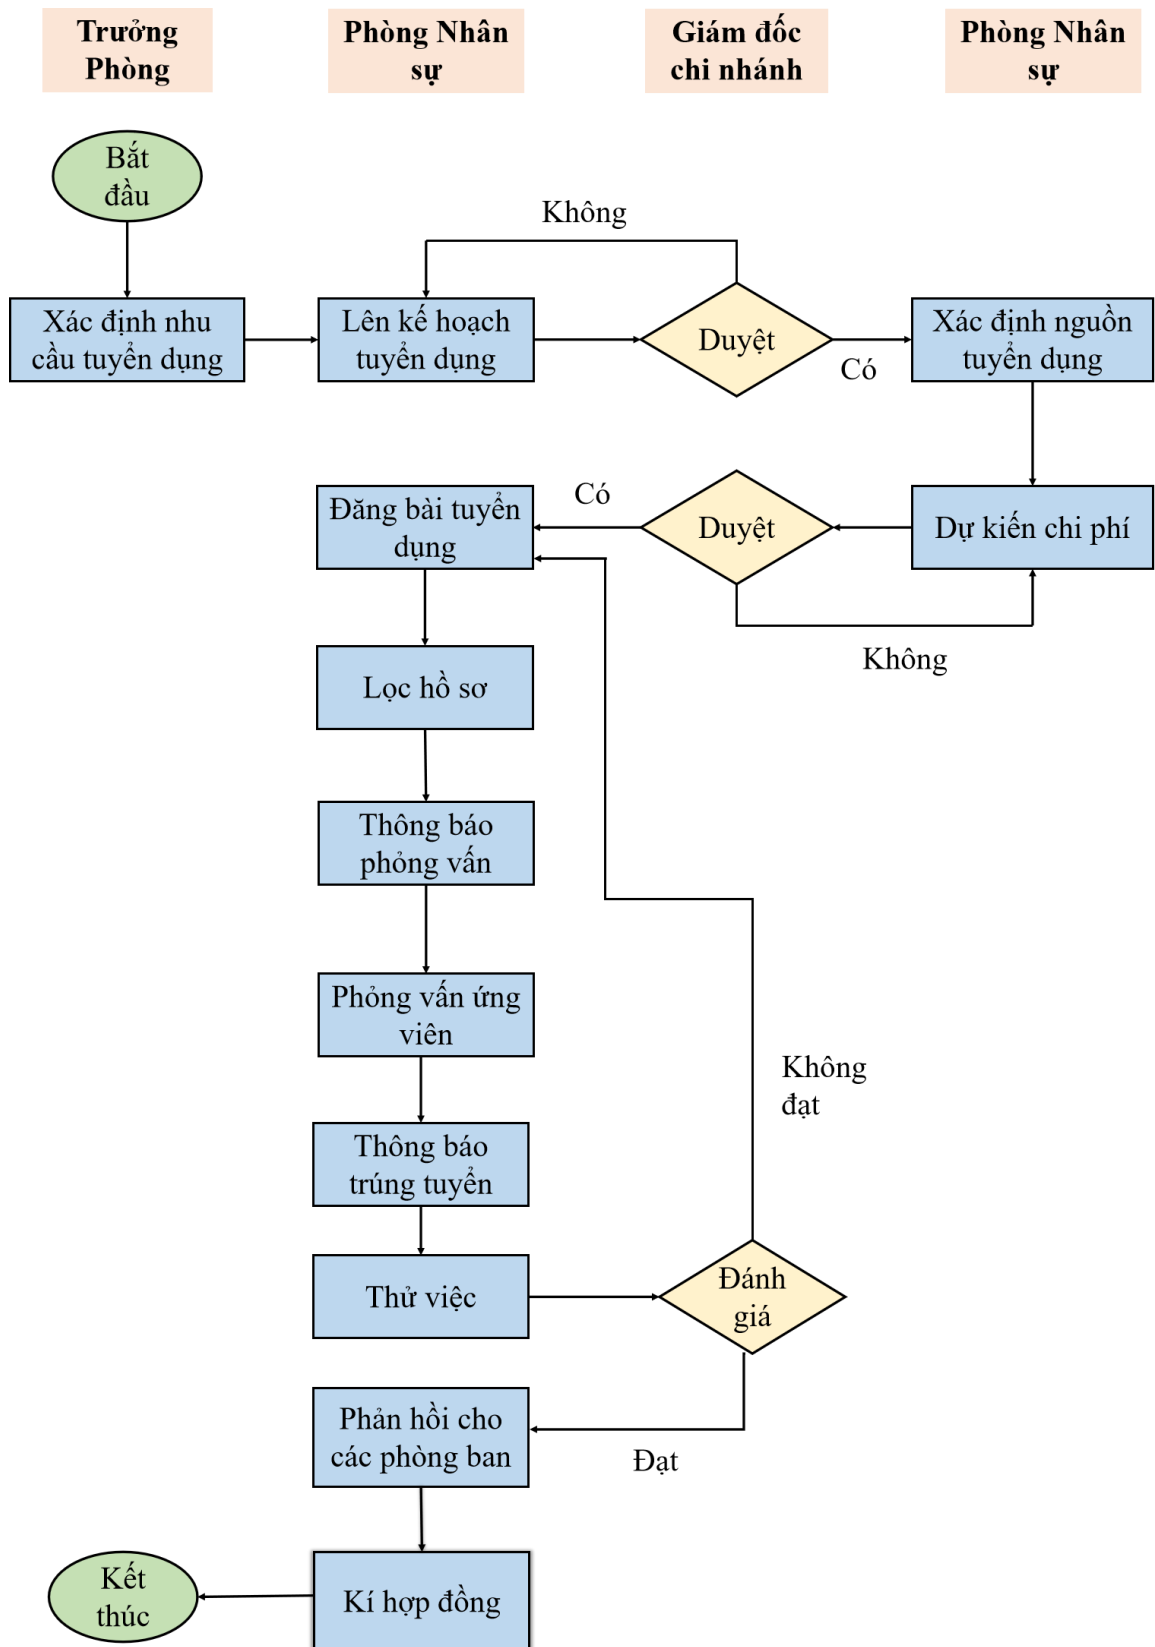 Trưởng
Phòng
Phòng Nhân
sự
Giám đốc
chi nhánh
Phòng Nhân
sự
Bắt
đầu
Không
Xác định nhu
cầu tuyển dụng
Lên kế hoạch
tuyển dụng
Duyệt
Có
Xác định nguồn
tuyển dụng
Đăng bài tuyển
dụng
Có
Duyệt
Dự kiến chi phí
Không
Lọc hồ sơ
Thông báo
phỏng vấn
Phỏng vấn ứng
viên
Không
đạt
Thông báo
trúng tuyển
Thử việc
Đánh
giá
Phản hồi cho
các phòng ban
Đạt
Kết
thúc
Kí hợp đồng